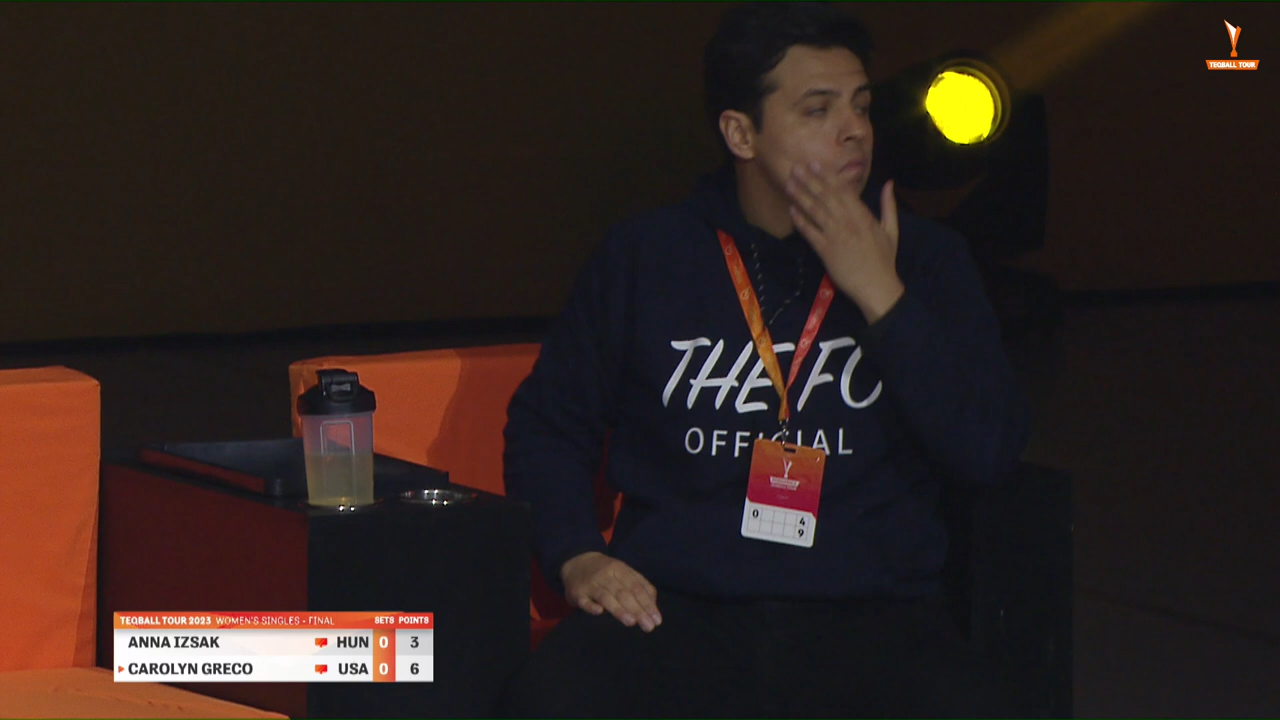 TEQBALL TOUR
THE FO
OFFICIAL
0 4
9
TEQBALL TOUR 2023 WOMEN'S SINGLES - FINAL SETS POINTS
ANNA IZSAK HUN 0 3
CAROLYN GRECO USA 0 6